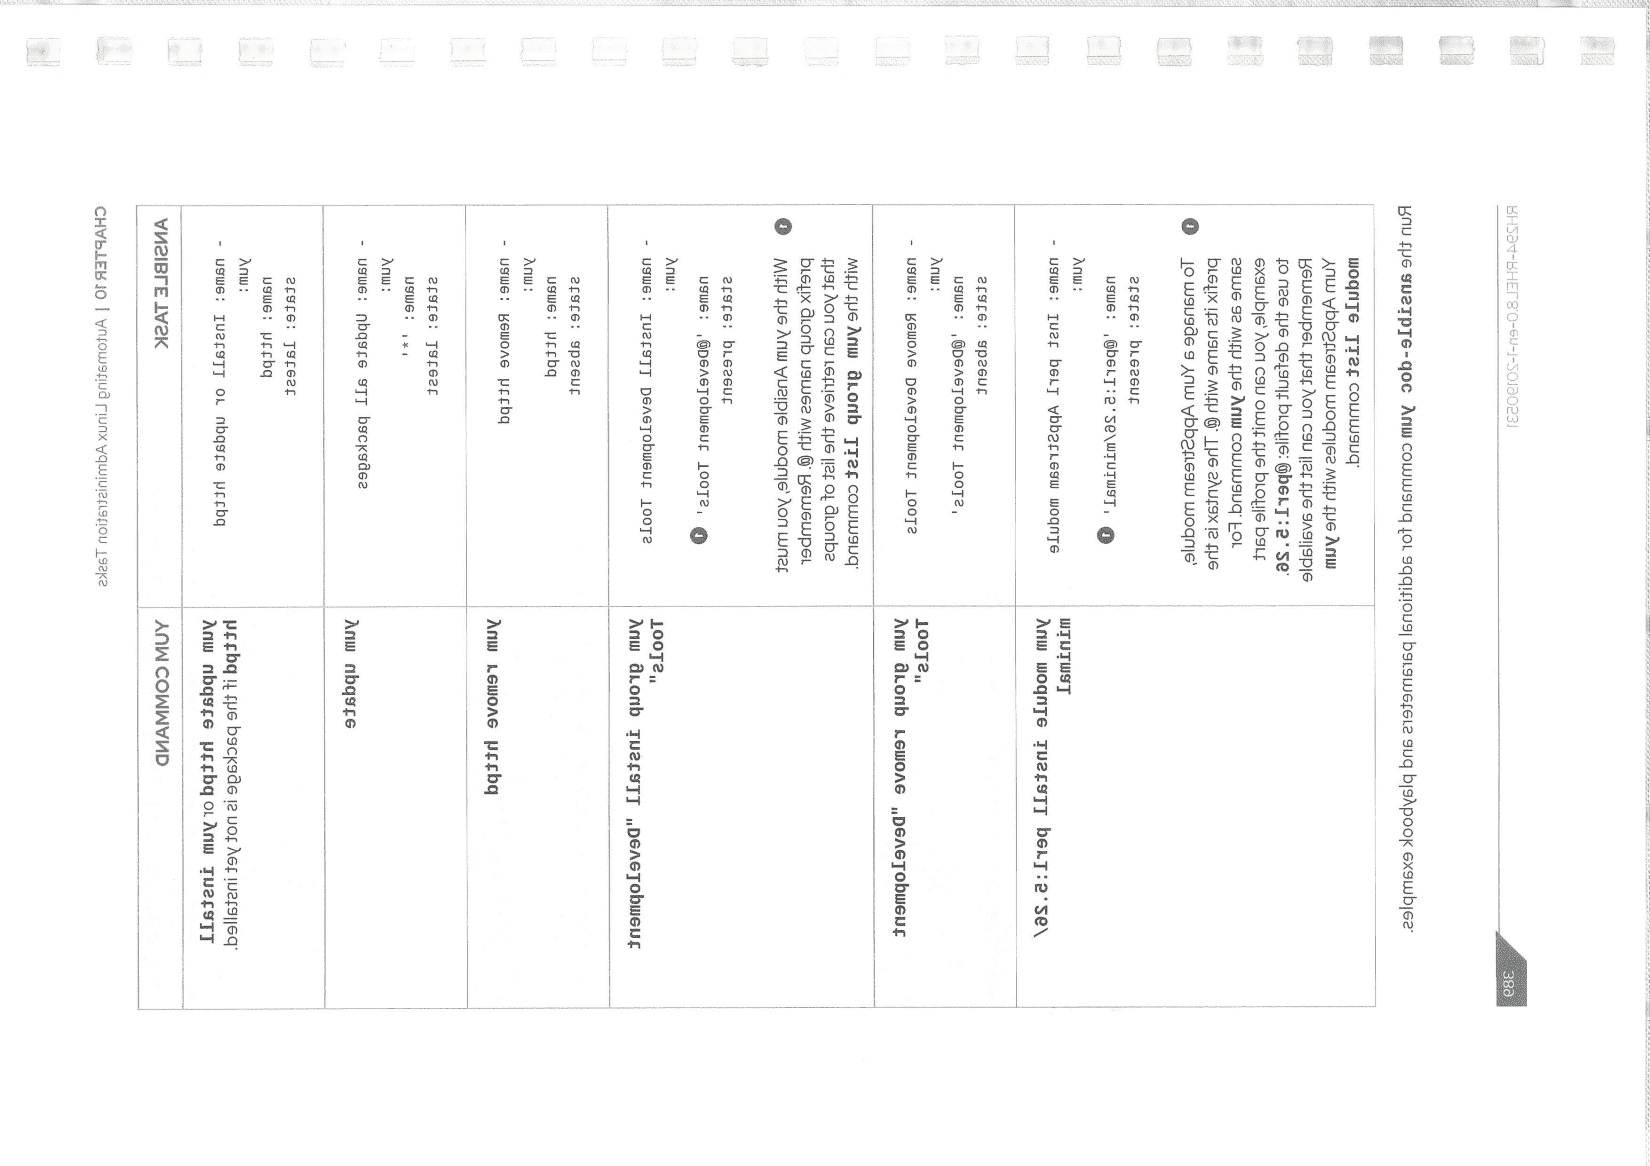 CHAPTER 10 | Automating Linux Administration Tasks
ANSIBLE TASK
YUM COMMAND
- name: Install or update httpd
yum:
name: httpd
state: latest
yum update httpd or yum install
httpd if the package is not yet installed.
- name: Update all packages
yum:
name: '*'
state: latest
yum update
- name: Remove httpd
yum:
name: httpd
state: absent
yum remove httpd
- name: Install Development Tools
yum:
name: '@Development Tools' 1
state: present
1 With the yum Ansible module, you must
prefix group names with @. Remember
that you can retrieve the list of groups
with the yum group list command.
yum group install "Development
Tools"
- name: Remove Development Tools
yum:
name: '@Development Tools'
state: absent
yum group remove "Development
Tools"
- name: Inst perl AppStream module
yum:
name: '@perl:5.26/minimal' 1
state: present
1 To manage a Yum AppStream module,
prefix its name with @. The syntax is the
same as with the yum command. For
example, you can omit the profile part
to use the default profile: @perl:5.26.
Remember that you can list the available
Yum AppStream modules with the yum
module list command.
yum module install perl:5.26/
minimal
Run the ansible-doc yum command for additional parameters and playbook examples.
RH294-RHEL8.0-en-1-20190531
389